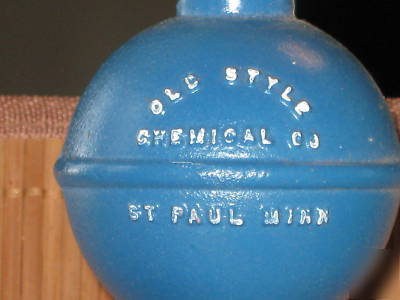 OLD STYLE
CHEMICAL CO
ST PAUL MINN